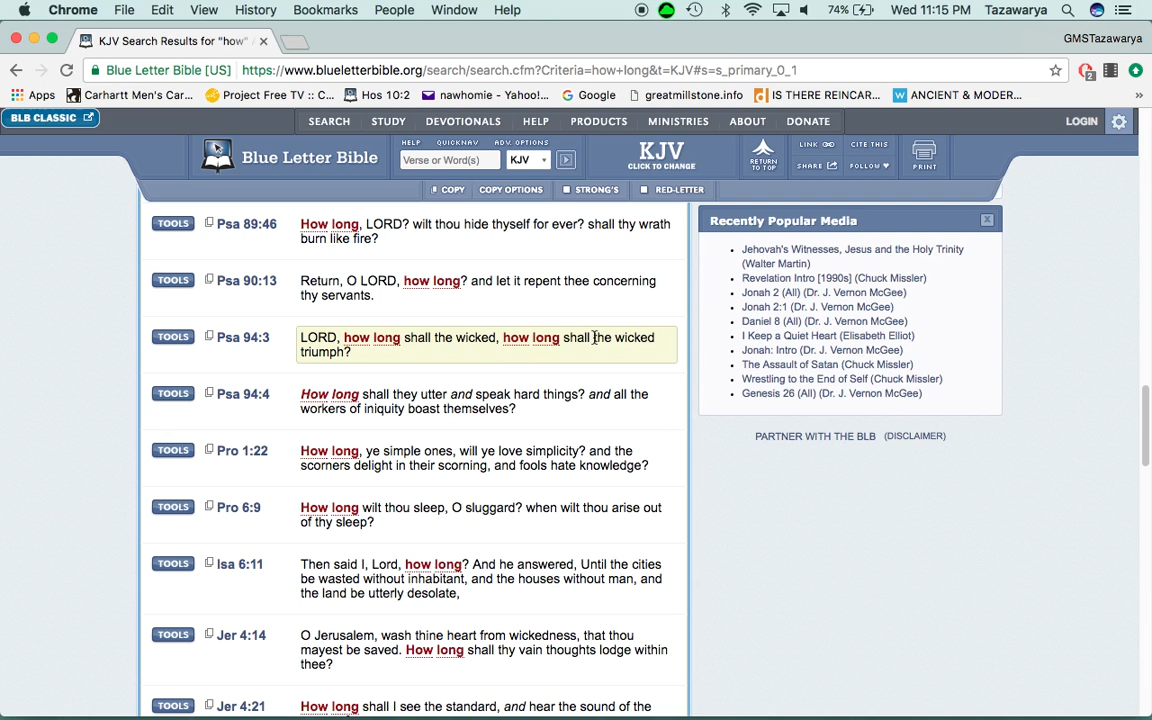 Chrome File Edit View History Bookmarks People Window Help 74% Wed 11:15 PM Tazawarya
KJV Search Results for "how" GMSTazawarya
Blue Letter Bible [US] https://www.blueletterbible.org/search/search.cfm?Criteria=how+long&t=KJV#s=s_primary_0_1 2
Apps Carhartt Men's Car... Project Free TV :: C... Hos 10:2 nawhomie - Yahoo!... Google greatmillstone.info IS THERE REINCAR... ANCIENT & MODER... »
BLB CLASSIC SEARCH STUDY DEVOTIONALS HELP PRODUCTS MINISTRIES ABOUT DONATE LOGIN
HELP QUICKNAV ADV. OPTIONS
Blue Letter Bible Verse or Word(s) KJV
KJV
CLICK TO CHANGE
RETURN
TO TOP
LINK CITE THIS
SHARE FOLLOW
PRINT
COPY COPY OPTIONS STRONG'S RED-LETTER
TOOLS Psa 89:46 How long, LORD? wilt thou hide thyself for ever? shall thy wrath
burn like fire?
TOOLS Psa 90:13 Return, O LORD, how long? and let it repent thee concerning
thy servants.
TOOLS Psa 94:3 LORD, how long shall the wicked, how long shall the wicked
triumph?
TOOLS Psa 94:4 How long shall they utter and speak hard things? and all the
workers of iniquity boast themselves?
TOOLS Pro 1:22 How long, ye simple ones, will ye love simplicity? and the
scorners delight in their scorning, and fools hate knowledge?
TOOLS Pro 6:9 How long wilt thou sleep, O sluggard? when wilt thou arise out
of thy sleep?
TOOLS Isa 6:11 Then said I, Lord, how long? And he answered, Until the cities
be wasted without inhabitant, and the houses without man, and
the land be utterly desolate,
TOOLS Jer 4:14 O Jerusalem, wash thine heart from wickedness, that thou
mayest be saved. How long shall thy vain thoughts lodge within
thee?
TOOLS Jer 4:21 How long shall I see the standard, and hear the sound of the
Recently Popular Media
Jehovah's Witnesses, Jesus and the Holy Trinity
(Walter Martin)
Revelation Intro [1990s] (Chuck Missler)
Jonah 2 (All) (Dr. J. Vernon McGee)
Jonah 2:1 (Dr. J. Vernon McGee)
Daniel 8 (All) (Dr. J. Vernon McGee)
I Keep a Quiet Heart (Elisabeth Elliot)
Jonah: Intro (Dr. J. Vernon McGee)
The Assault of Satan (Chuck Missler)
Wrestling to the End of Self (Chuck Missler)
Genesis 26 (All) (Dr. J. Vernon McGee)
PARTNER WITH THE BLB (DISCLAIMER)